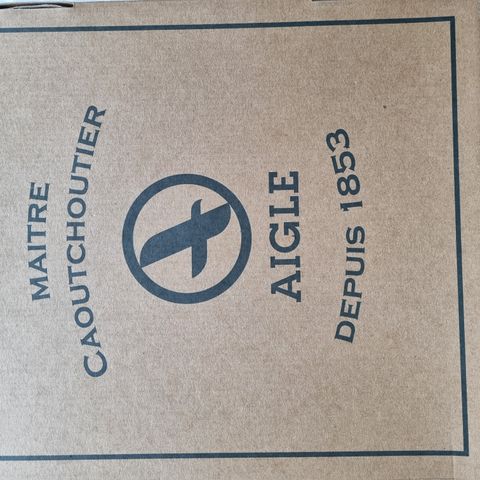 MAITRE
CAOUTCHOUTIER
AIGLE
DEPUIS 1853